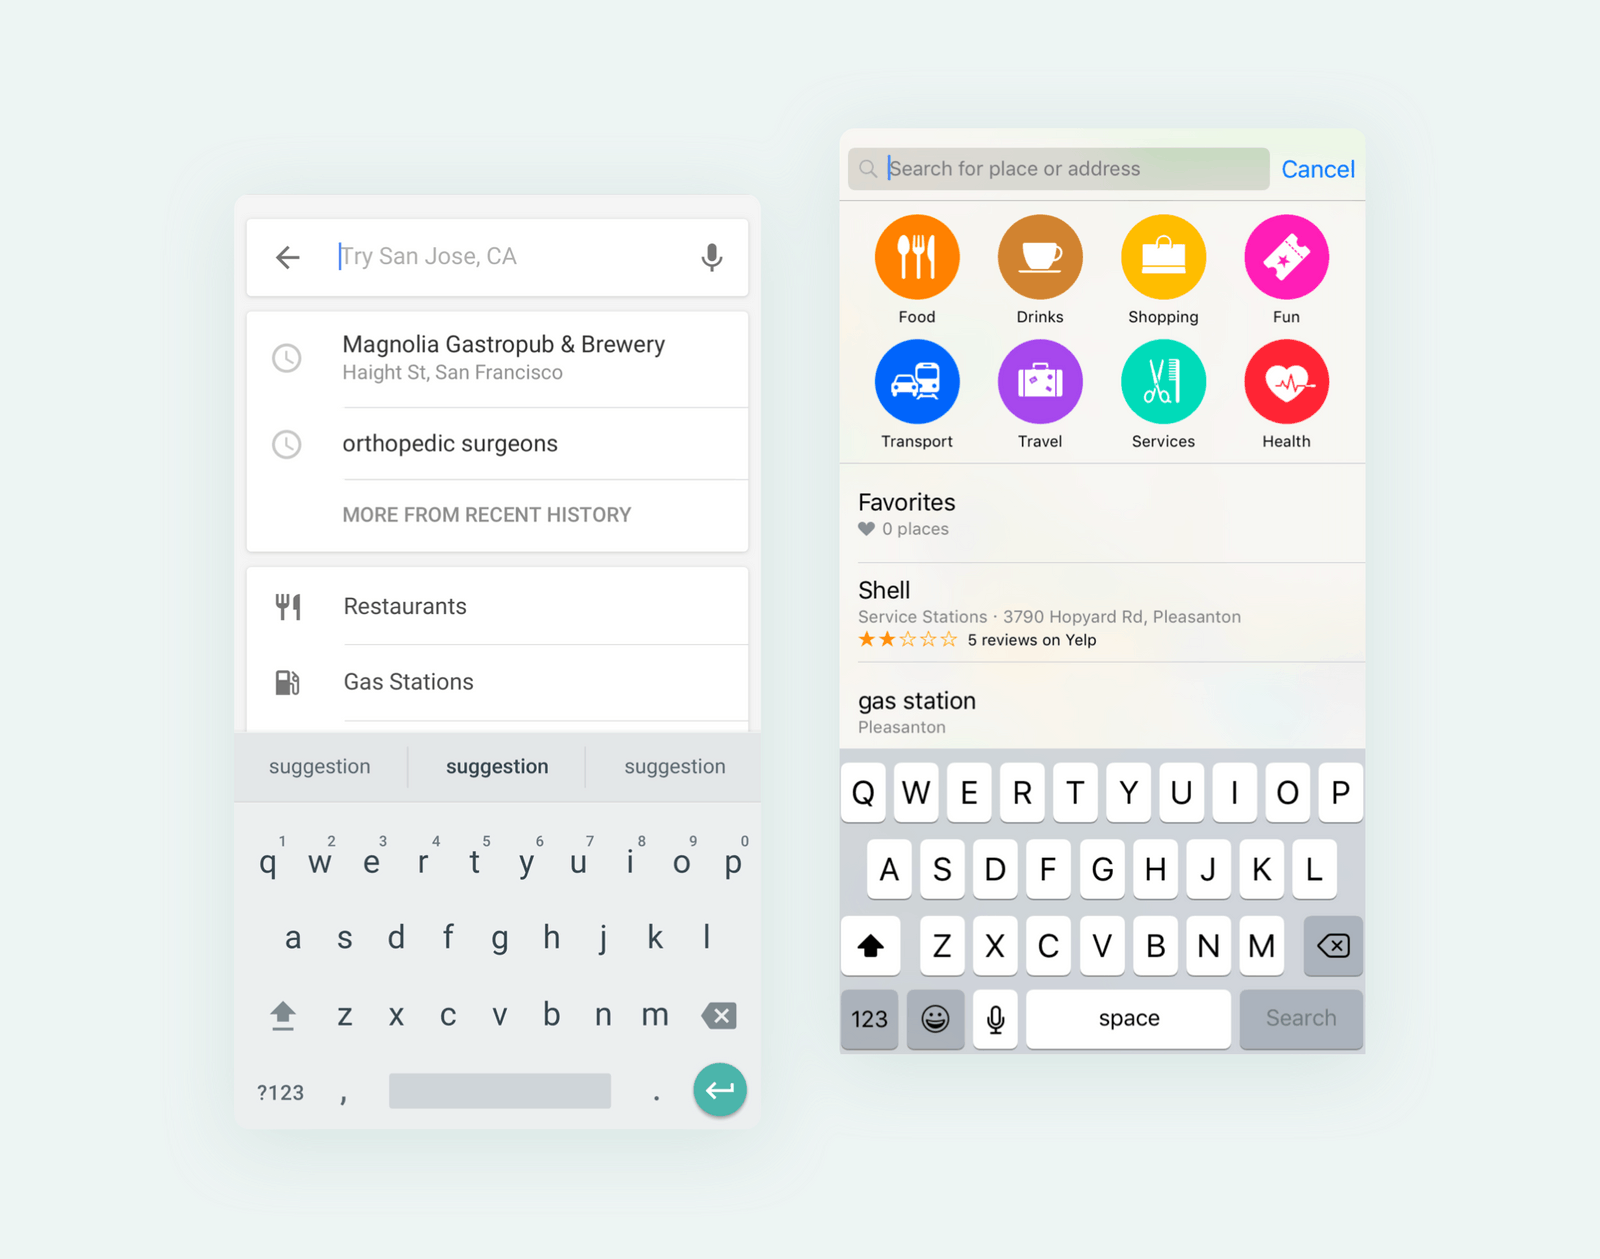 Try San Jose, CA
Magnolia Gastropub & Brewery
Haight St, San Francisco
orthopedic surgeons
MORE FROM RECENT HISTORY
Restaurants
Gas Stations
suggestion suggestion suggestion
1 2 3 4 5 6 7 8 9 0
q w e r t y u i o p
a s d f g h j k l
z x c v b n m
?123 , .
Search for place or address Cancel
Food Drinks Shopping Fun
Transport Travel Services Health
Favorites
0 places
Shell
Service Stations · 3790 Hopyard Rd, Pleasanton
5 reviews on Yelp
gas station
Pleasanton
Q W E R T Y U I O P
A S D F G H J K L
Z X C V B N M
123 space Search